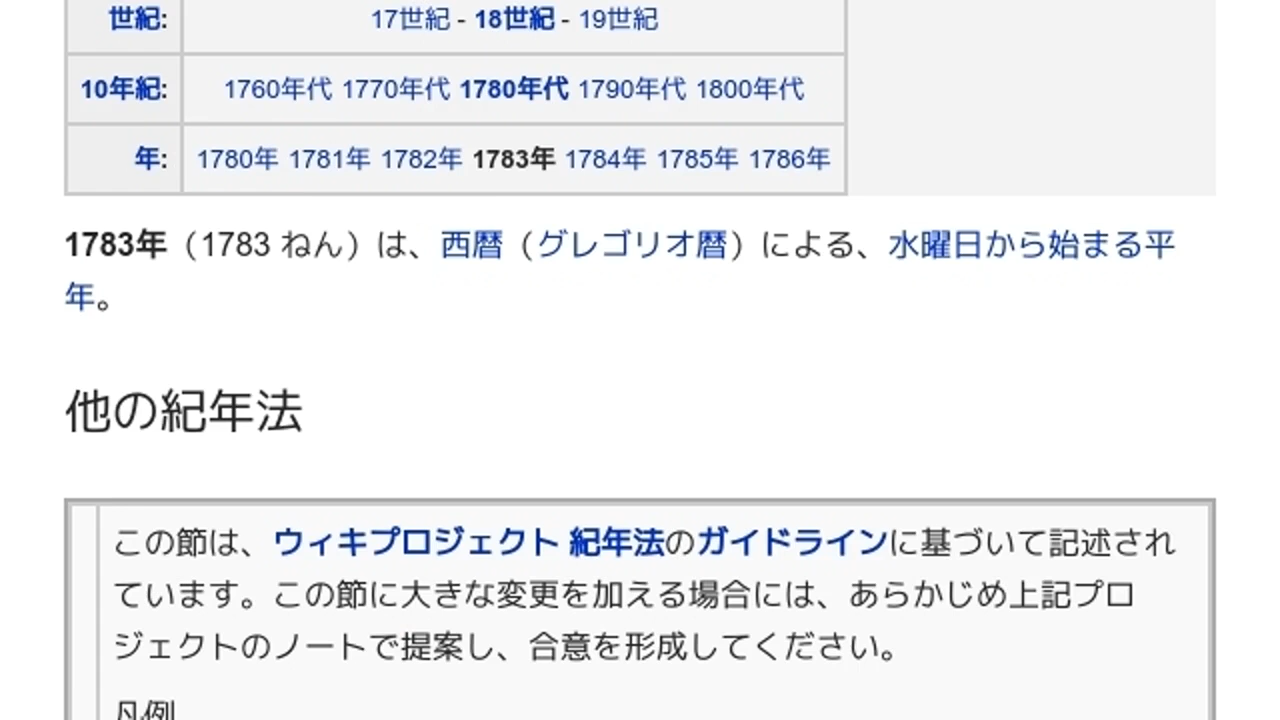 世紀: 17世紀 - 18世紀 - 19世紀
10年紀: 1760年代 1770年代 1780年代 1790年代 1800年代
年: 1780年 1781年 1782年 1783年 1784年 1785年 1786年
1783年（1783 ねん）は、西暦（グレゴリオ暦）による、水曜日から始まる平
年。
他の紀年法
この節は、ウィキプロジェクト 紀年法のガイドラインに基づいて記述され
ています。この節に大きな変更を加える場合には、あらかじめ上記プロ
ジェクトのノートで提案し、合意を形成してください。
凡例